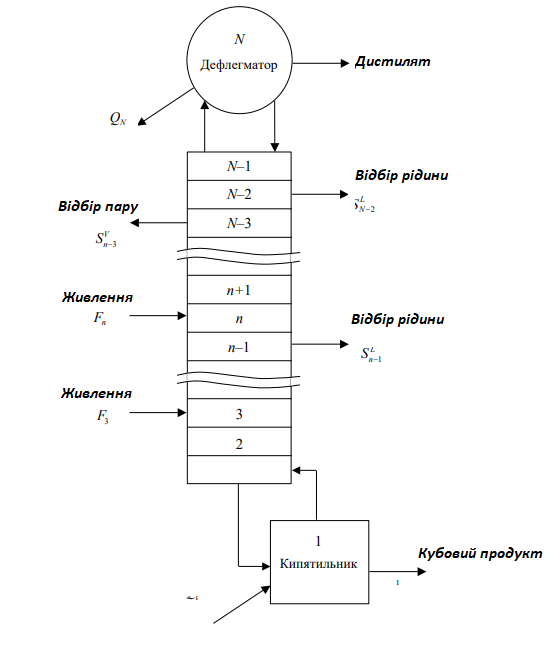 N
Дефлегматор
Дистилят
Q_N
N–1
Відбір рідини
N–2
S^L_{N–2}
Відбір пару
N–3
S^V_{n–3}
n+1
Живлення
F_n
n
Відбір рідини
n–1
S^L_{n–1}
Живлення
F_3
3
2
1
Кипятильник
Кубовий продукт
1